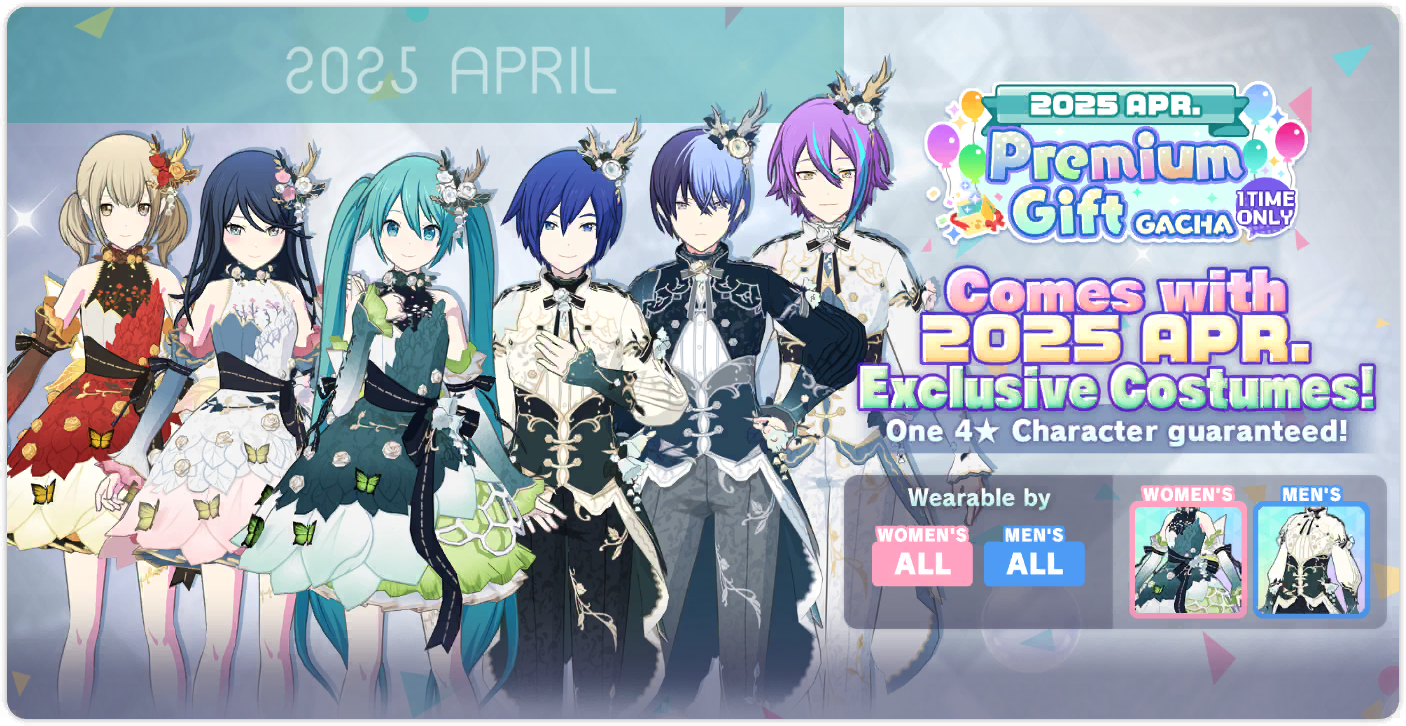 2025 APRIL
2025 APR.
Premium
Gift GACHA
1 TIME
ONLY
Comes with
2025 APR.
Exclusive Costumes!
One 4★ Character guaranteed!
Wearable by
WOMEN'S
ALL
MEN'S
ALL
WOMEN'S
MEN'S